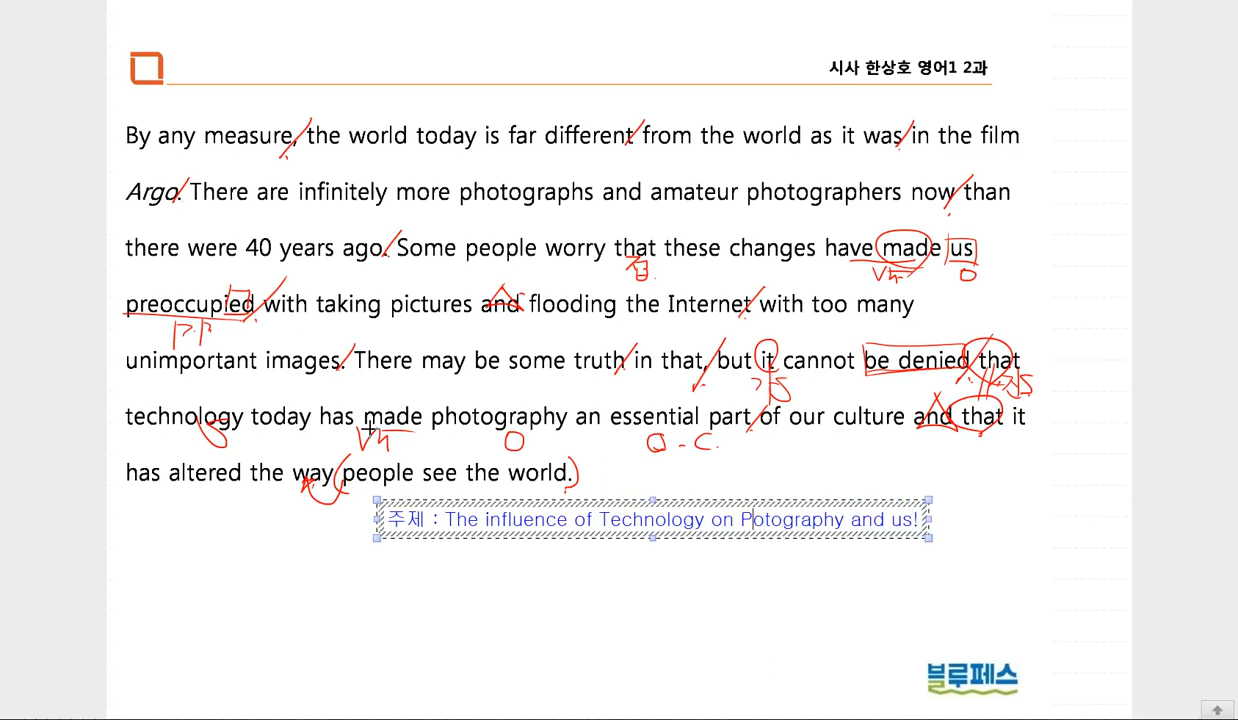 시사 한상호 영어1 2과
By any measure, the world today is far different from the world as it was in the film
Argo. There are infinitely more photographs and amateur photographers now than
there were 40 years ago. Some people worry that these changes have made us
접 V하 O
preoccupied with taking pictures and flooding the Internet with too many
P.P
unimportant images. There may be some truth in that, but it cannot be denied that
가S
technology today has made photography an essential part of our culture and that it
S O O.C.
has altered the way (people see the world.)
주제 : The influence of Technology on Potography and us!
블루페스